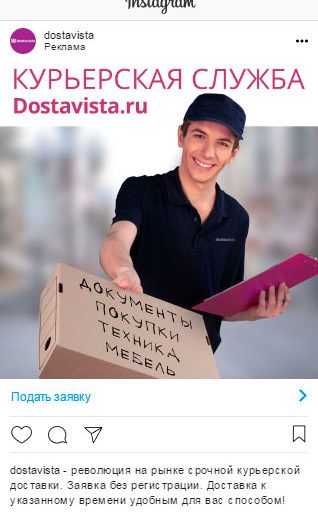 Instagram
dostavista
dostavista
Реклама
КУРЬЕРСКАЯ СЛУЖБА
Dostavista.ru
dostavista
ДОКУМЕНТЫ
ПОКУПКИ
ТЕХНИКА
МЕБЕЛЬ
Подать заявку
dostavista - революция на рынке срочной курьерской
доставки. Заявка без регистрации. Доставка к
указанному времени удобным для вас способом!